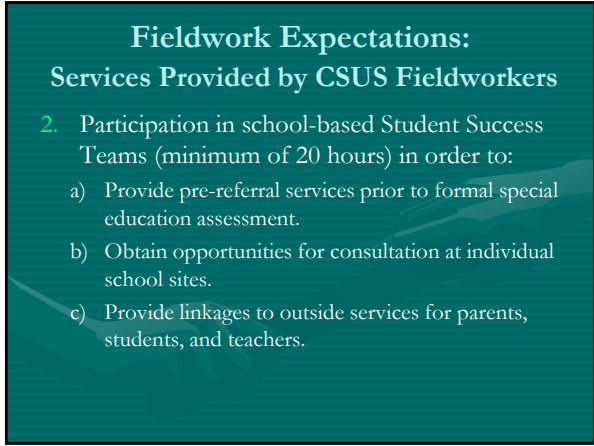 Fieldwork Expectations:
Services Provided by CSUS Fieldworkers
2. Participation in school-based Student Success
Teams (minimum of 20 hours) in order to:
a) Provide pre-referral services prior to formal special
education assessment.
b) Obtain opportunities for consultation at individual
school sites.
c) Provide linkages to outside services for parents,
students, and teachers.